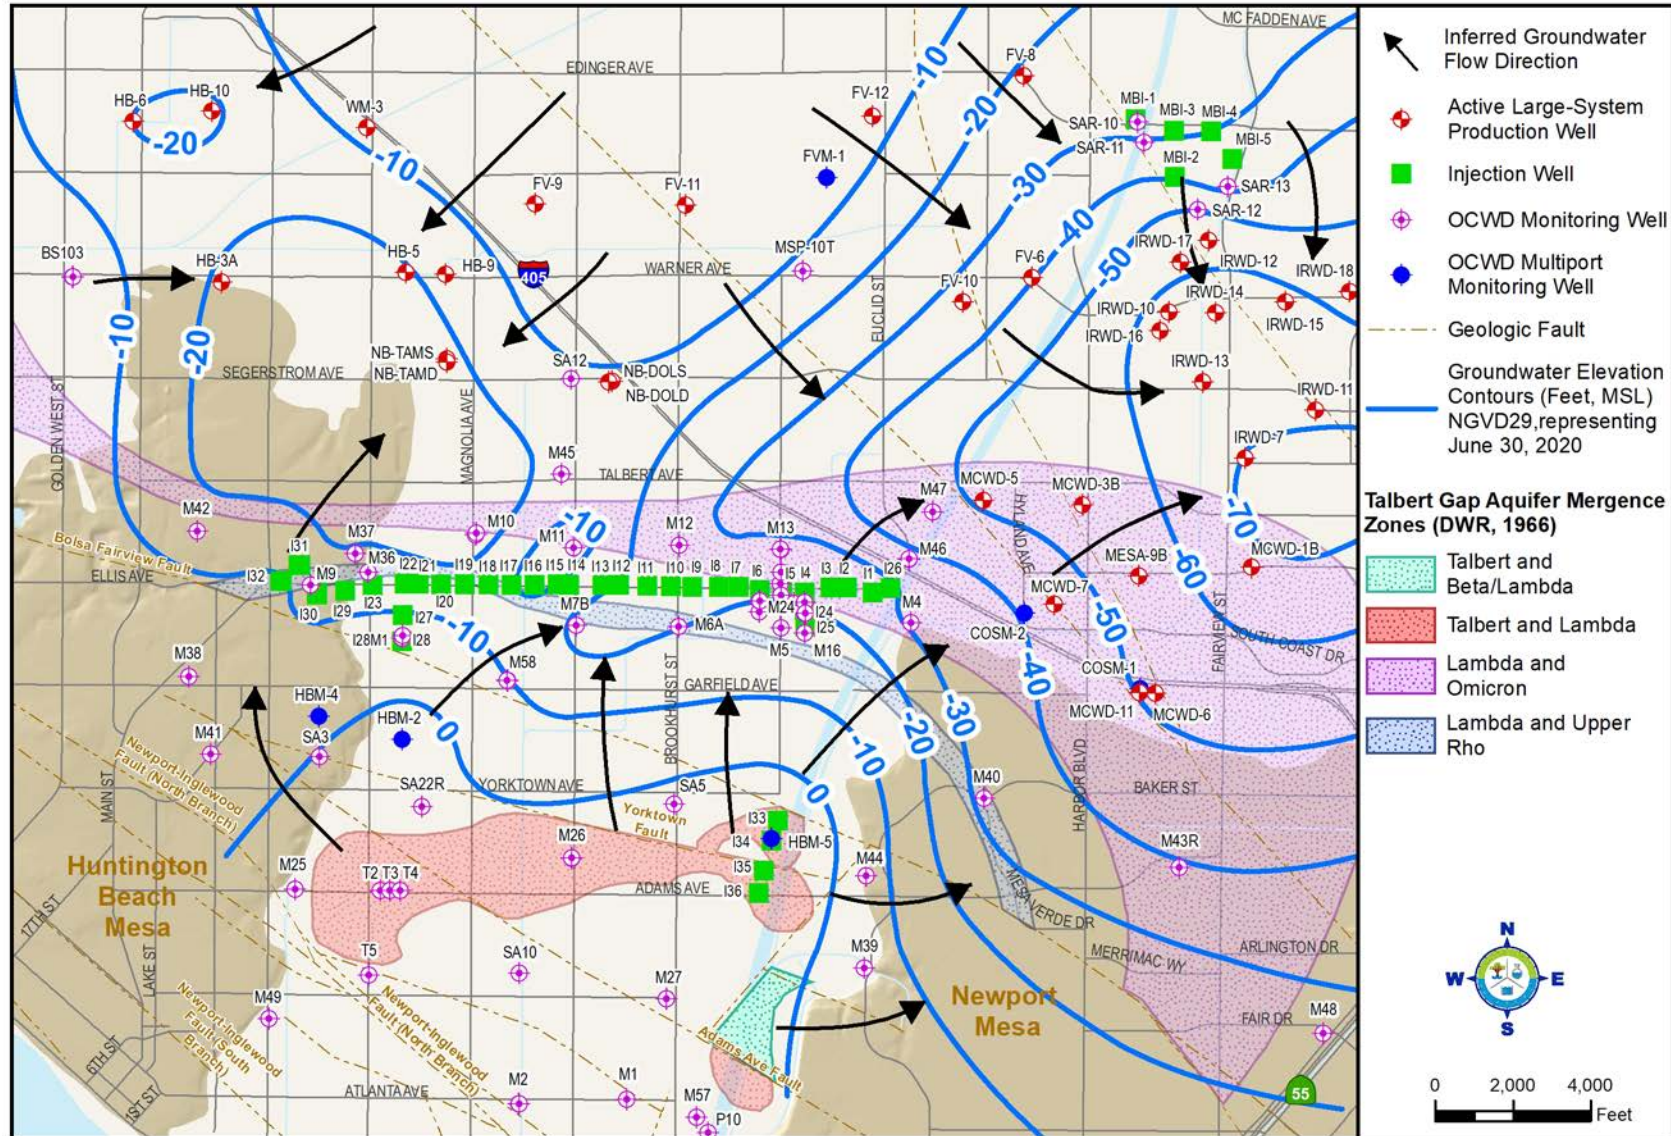 MC FADDEN AVE
EDINGER AVE
HB-6
HB-10
-20
WM-3
-10
FV-12
-10
FV-8
-20
MBI-1
MBI-3
MBI-4
SAR-10
SAR-11
MBI-5
MBI-2
SAR-13
SAR-12
FVM-1
-30
FV-9
FV-11
-40
IRWD-17
IRWD-12
IRWD-18
BS103
HB-3A
HB-5
HB-9
405
WARNER AVE
MSP-10T
EUCLID ST
FV-10
FV-6
-50
IRWD-10
IRWD-14
IRWD-16
IRWD-15
-10
-20
NB-TAMS
NB-TAMD
SEGERSTROM AVE
SA12
NB-DOLS
NB-DOLD
IRWD-13
IRWD-11
GOLDEN WEST ST
MAGNOLIA AVE
M45
TALBERT AVE
IRWD-7
M42
M37
M10
M11
-10
M12
M13
M47
MCWD-5
MCWD-3B
HYLAND AVE
-70
Bolsa Fairview Fault
ELLIS AVE
I31
I32
M9
M36
I30
I29
I23
I22
I21
I20
I19
I18
I17
I16
I15
I14
I13
I12
I11
I10
I9
I8
I7
I6
I5
I4
I3
I2
I1
I26
M46
MESA-9B
MCWD-1B
-60
MCWD-7
I27
I28M1
I28
-10
M7B
M6A
M24
I24
I25
M5
M16
M4
COSM-2
-50
FAIRVIEW ST
SOUTH COAST DR
M38
M58
BROOKHURST ST
GARFIELD AVE
COSM-1
-40
MCWD-11
MCWD-6
HBM-4
HBM-2
SA3
0
M41
-10
-20
-30
Newport-Inglewood
Fault (North Branch)
MAIN ST
SA22R
YORKTOWN AVE
SA5
0
M40
HARBOR BLVD
BAKER ST
Yorktown
Fault
I33
I34
HBM-5
I35
I36
M26
M44
M43R
Huntington
Beach
Mesa
M25
T2
T3
T4
ADAMS AVE
MESA VERDE DR
17TH ST
LAKE ST
T5
SA10
M27
M39
MERRIMAC WY
ARLINGTON DR
Newport
Mesa
M49
Newport-Inglewood
Fault (South
Branch)
Newport-Inglewood
Fault (North Branch)
Adams Ave Fault
FAIR DR
M48
6TH ST
1ST ST
ATLANTA AVE
M2
M1
M57
P10
55
Inferred Groundwater
Flow Direction
Active Large-System
Production Well
Injection Well
OCWD Monitoring Well
OCWD Multiport
Monitoring Well
Geologic Fault
Groundwater Elevation
Contours (Feet, MSL)
NGVD29,representing
June 30, 2020
Talbert Gap Aquifer Mergence
Zones (DWR, 1966)
Talbert and
Beta/Lambda
Talbert and Lambda
Lambda and
Omicron
Lambda and Upper
Rho
N
W
E
S
0 2,000 4,000
Feet